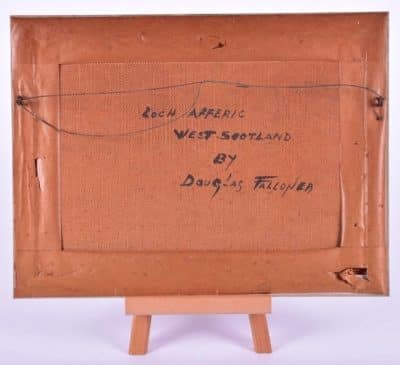 LOCH AFFERIC
WEST SCOTLAND
BY
DOUGLAS FALCONER